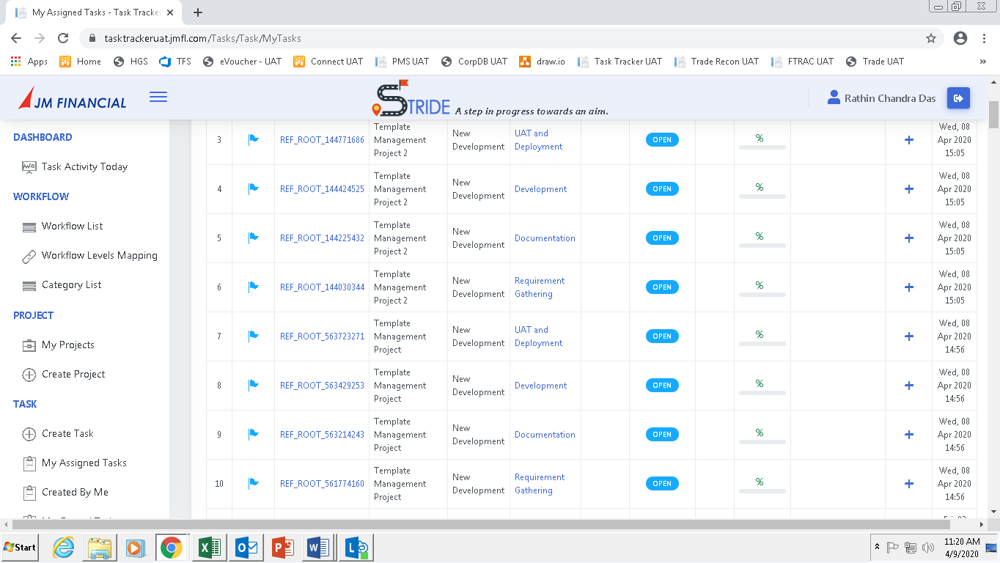 My Assigned Tasks - Task Tracke
tasktrackeruat.jmfl.com/Tasks/Task/MyTasks
Apps Home HGS TFS eVoucher - UAT Connect UAT PMS UAT CorpDB UAT draw.io Task Tracker UAT Trade Recon UAT FTRAC UAT Trade UAT »
JM FINANCIAL
STRIDE A step in progress towards an aim.
Rathin Chandra Das
DASHBOARD
Task Activity Today
WORKFLOW
Workflow List
Workflow Levels Mapping
Category List
PROJECT
My Projects
Create Project
TASK
Create Task
My Assigned Tasks
Created By Me
3 REF_ROOT_144771686 Template Management Project 2 New Development UAT and Deployment OPEN % + Wed, 08 Apr 2020 15:05
4 REF_ROOT_144424525 Template Management Project 2 New Development Development OPEN % + Wed, 08 Apr 2020 15:05
5 REF_ROOT_144225432 Template Management Project 2 New Development Documentation OPEN % + Wed, 08 Apr 2020 15:05
6 REF_ROOT_144030344 Template Management Project 2 New Development Requirement Gathering OPEN % + Wed, 08 Apr 2020 15:05
7 REF_ROOT_563723271 Template Management Project New Development UAT and Deployment OPEN % + Wed, 08 Apr 2020 14:56
8 REF_ROOT_563429253 Template Management Project New Development Development OPEN % + Wed, 08 Apr 2020 14:56
9 REF_ROOT_563214243 Template Management Project New Development Documentation OPEN % + Wed, 08 Apr 2020 14:56
10 REF_ROOT_561774160 Template Management Project New Development Requirement Gathering OPEN % + Wed, 08 Apr 2020 14:56
Start
11:20 AM
4/9/2020